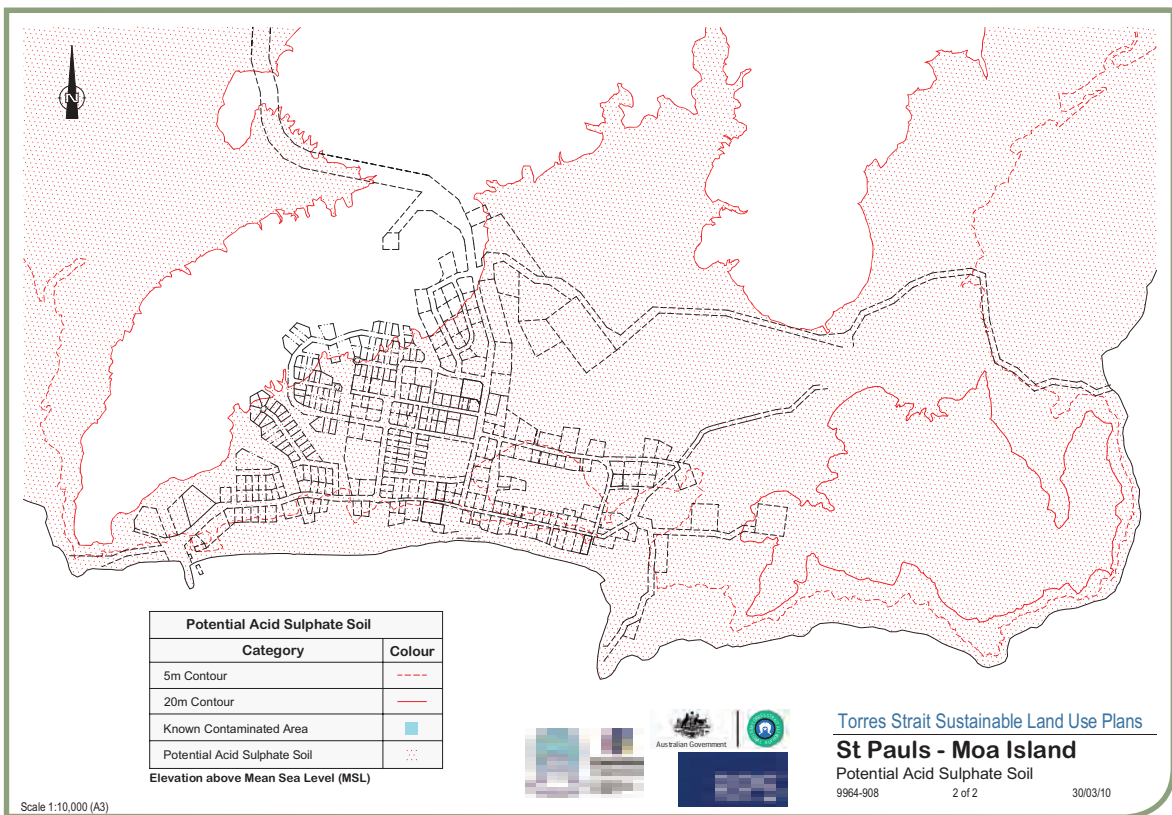 N
Potential Acid Sulphate Soil
Category Colour
5m Contour
20m Contour
Known Contaminated Area
Potential Acid Sulphate Soil
Elevation above Mean Sea Level (MSL)
Scale 1:10,000 (A3)
Australian Government
Torres Strait Sustainable Land Use Plans
St Pauls - Moa Island
Potential Acid Sulphate Soil
9964-908 2 of 2 30/03/10